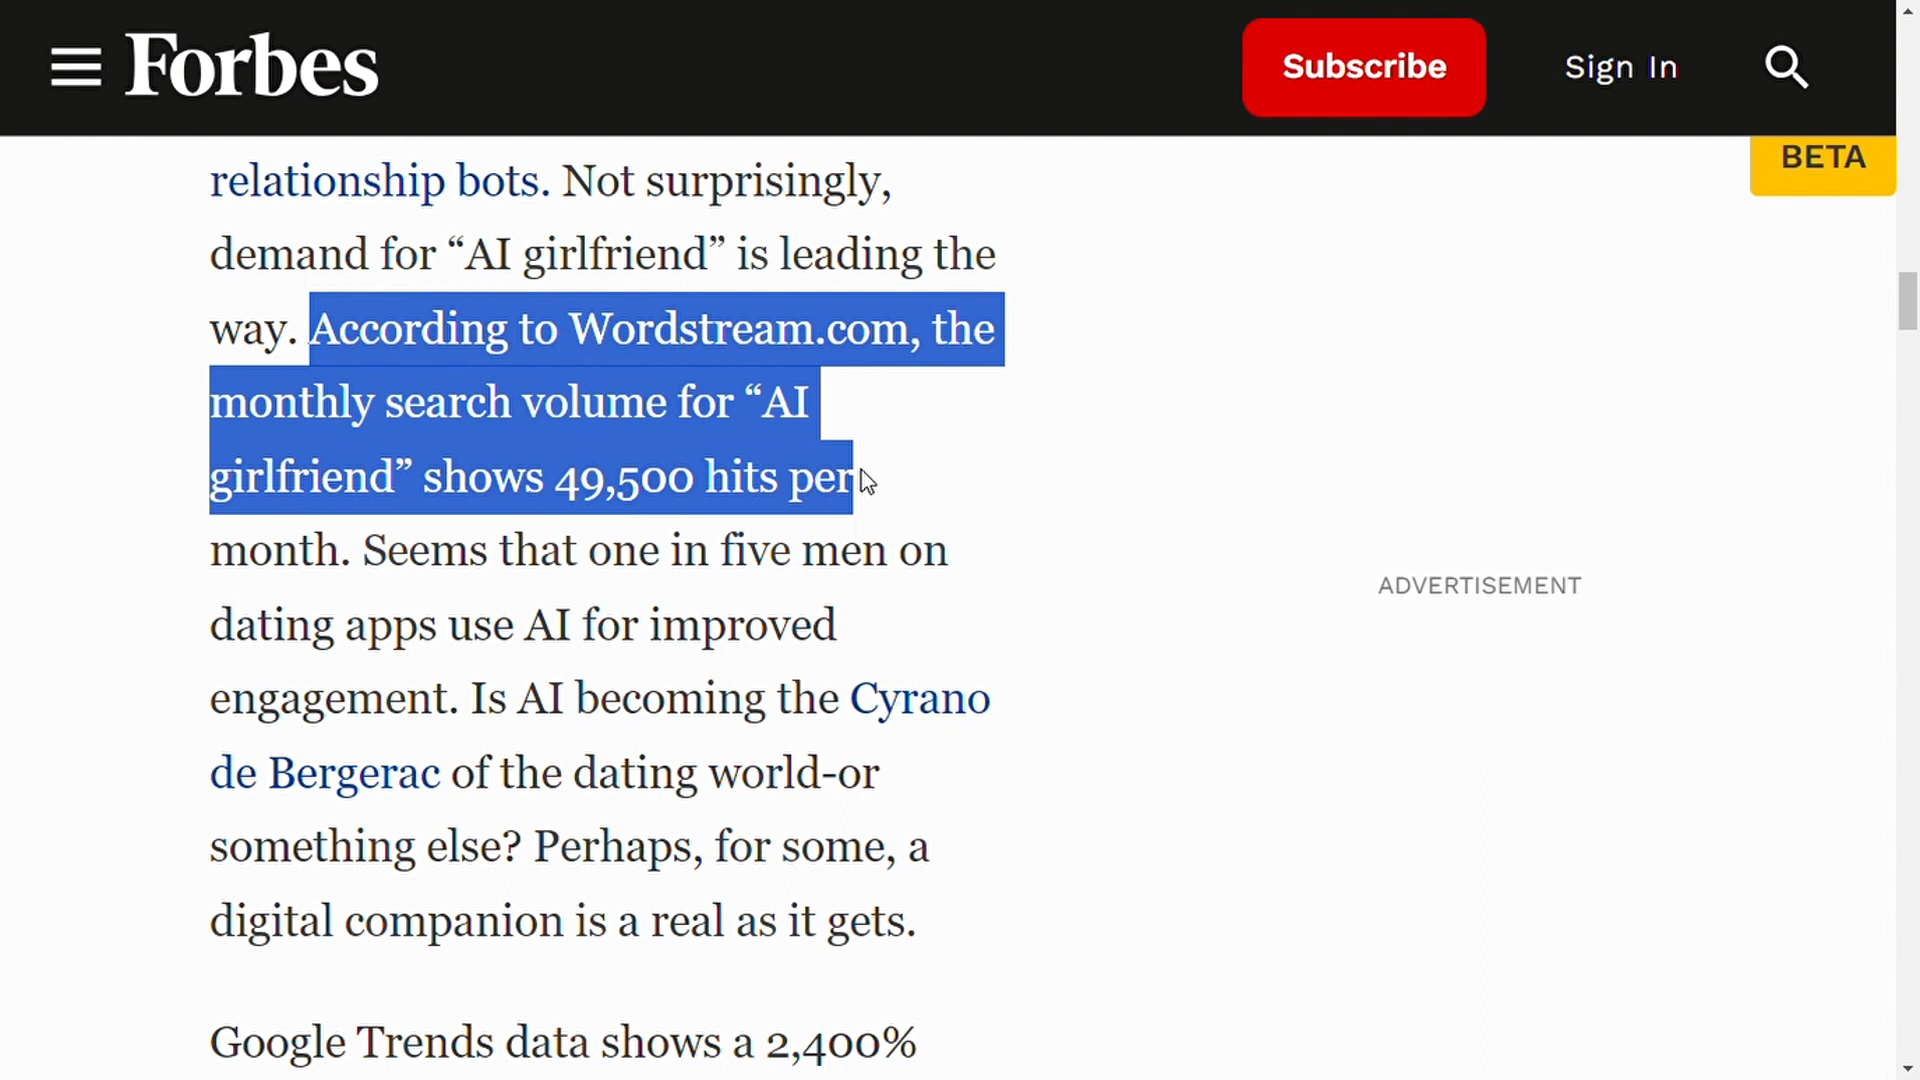 Forbes
Subscribe
Sign In
BETA
relationship bots. Not surprisingly,
demand for “AI girlfriend” is leading the
way. According to Wordstream.com, the
monthly search volume for “AI
girlfriend” shows 49,500 hits per
month. Seems that one in five men on
dating apps use AI for improved
engagement. Is AI becoming the Cyrano
de Bergerac of the dating world-or
something else? Perhaps, for some, a
digital companion is a real as it gets.
Google Trends data shows a 2,400%
ADVERTISEMENT